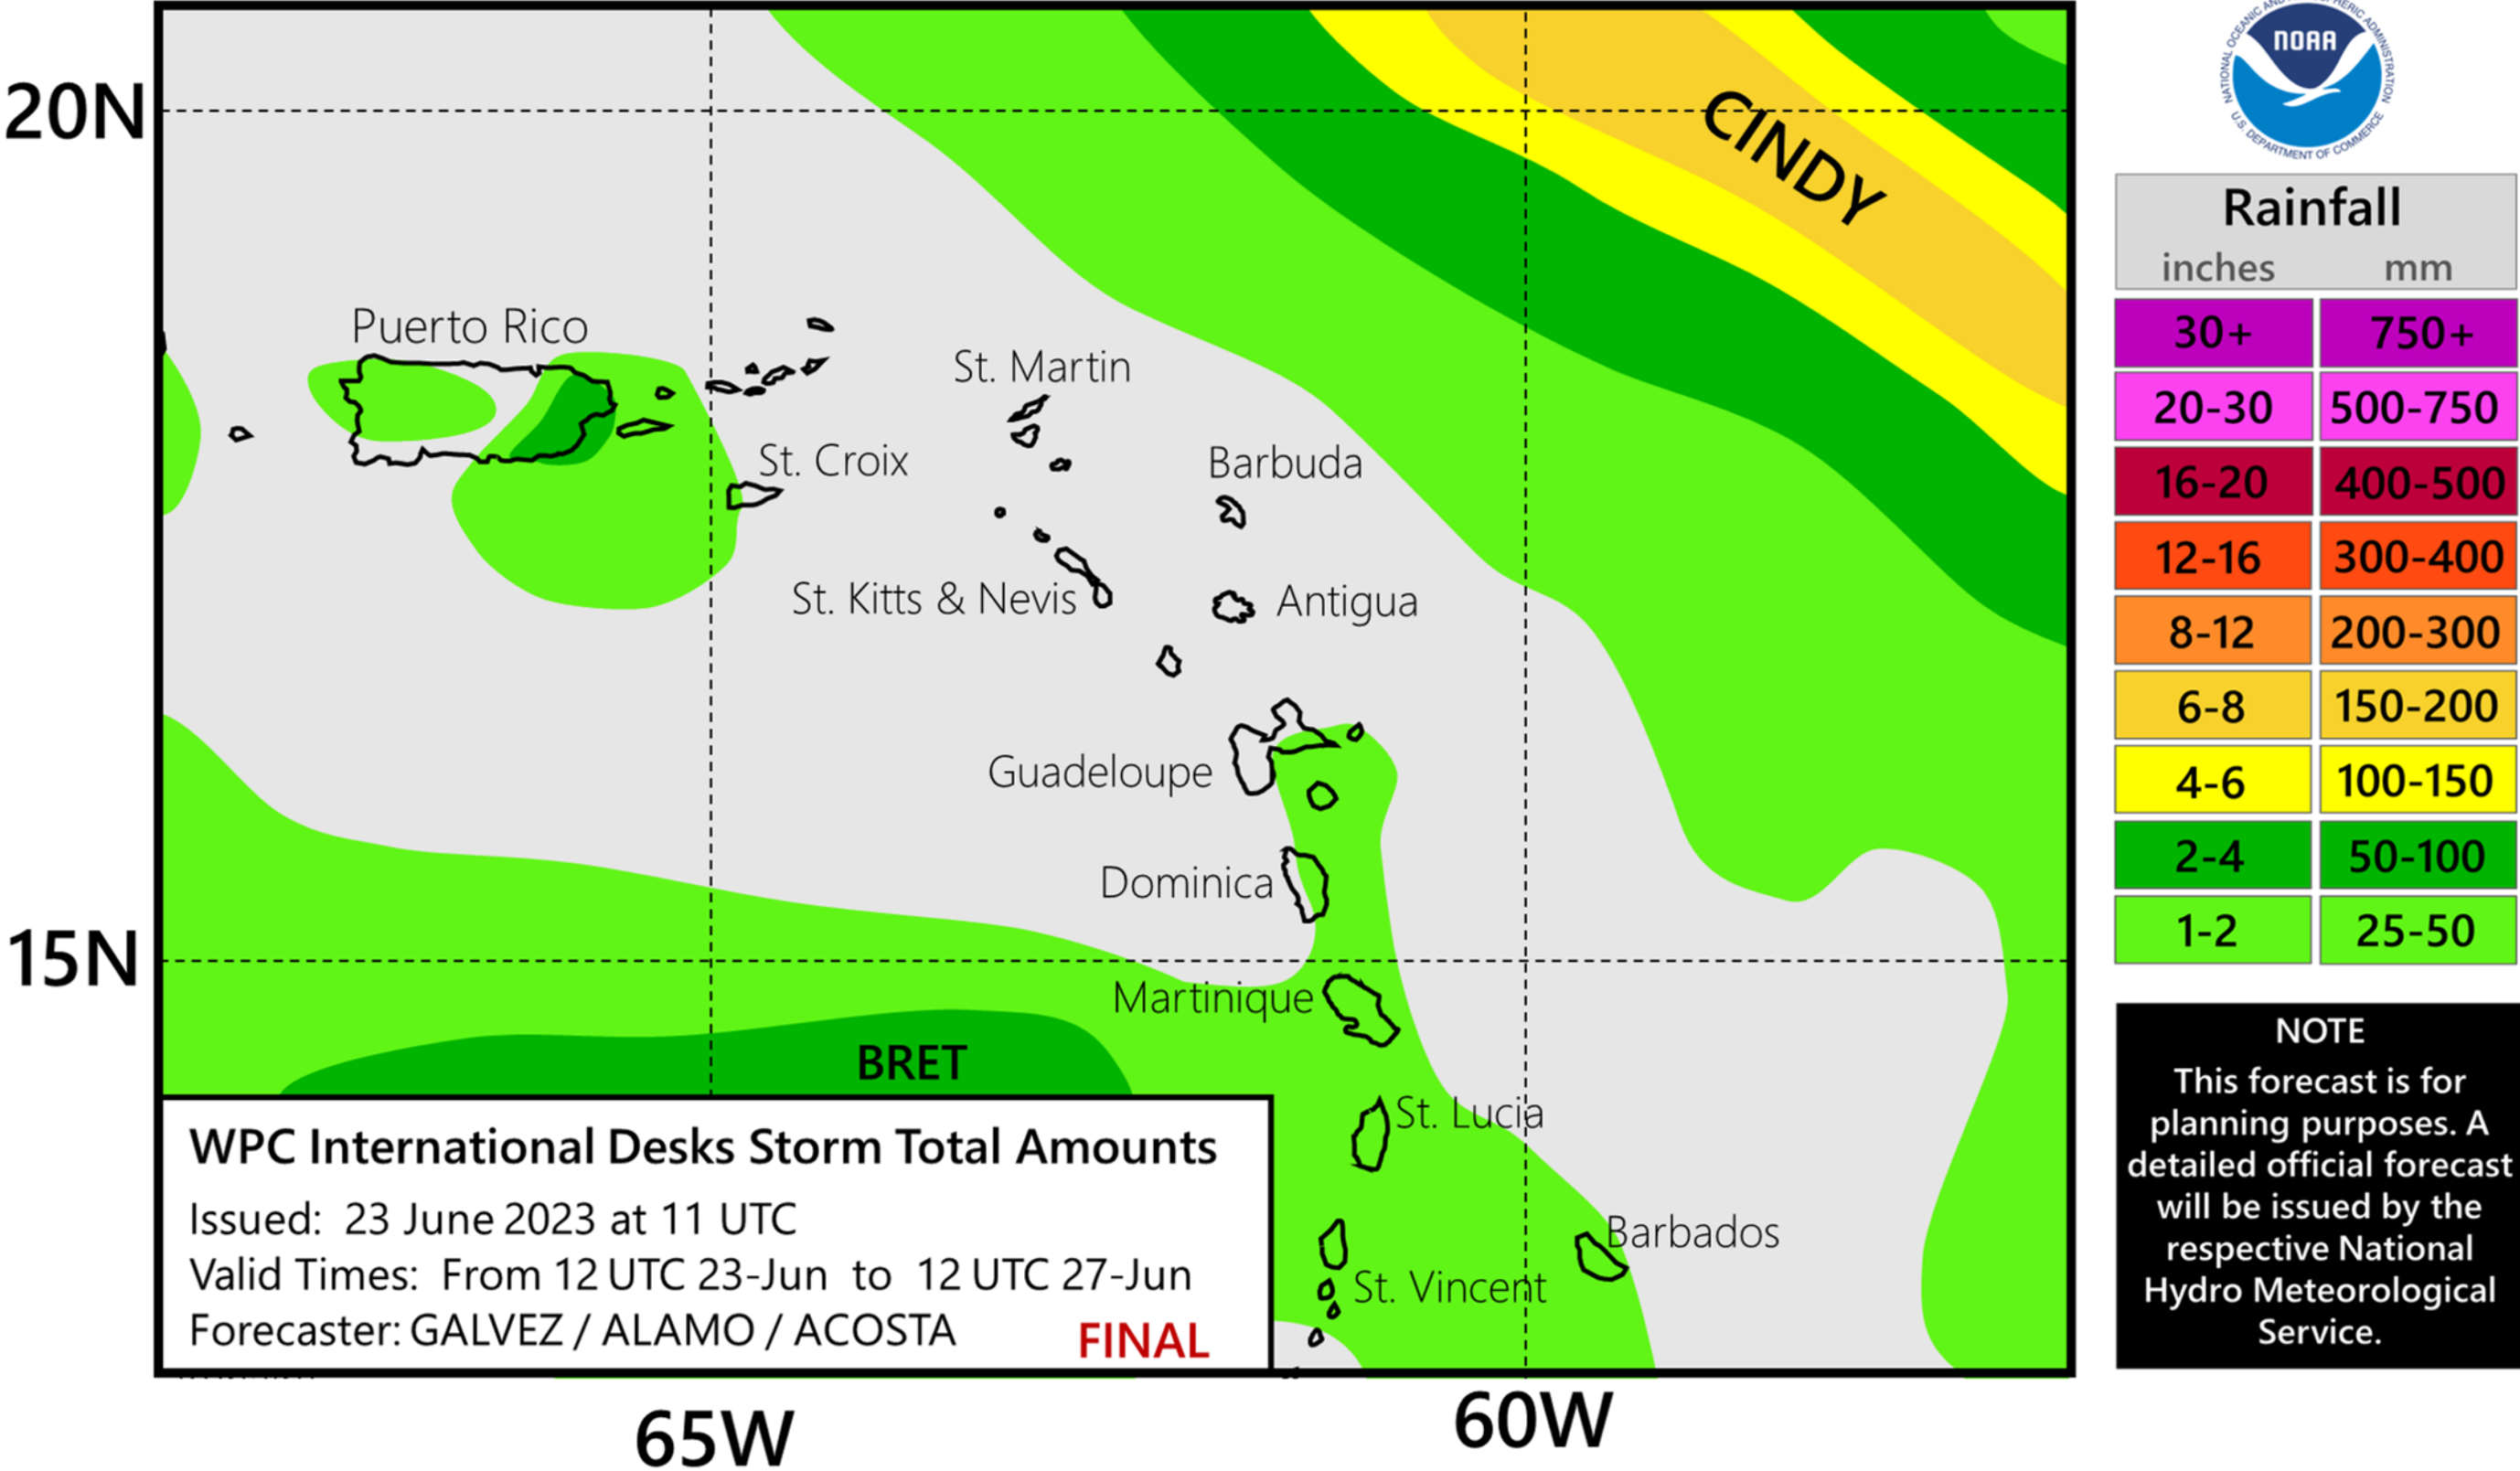 20N
15N
65W
60W
CINDY
Puerto Rico
St. Martin
St. Croix
Barbuda
St. Kitts & Nevis
Antigua
Guadeloupe
Dominica
Martinique
BRET
St. Lucia
Barbados
St. Vincent
WPC International Desks Storm Total Amounts
Issued: 23 June 2023 at 11 UTC
Valid Times: From 12 UTC 23-Jun to 12 UTC 27-Jun
Forecaster: GALVEZ / ALAMO / ACOSTA
FINAL
NOAA
U.S. DEPARTMENT OF COMMERCE
Rainfall
inches mm
30+ 750+
20-30 500-750
16-20 400-500
12-16 300-400
8-12 200-300
6-8 150-200
4-6 100-150
2-4 50-100
1-2 25-50
NOTE
This forecast is for
planning purposes. A
detailed official forecast
will be issued by the
respective National
Hydro Meteorological
Service.